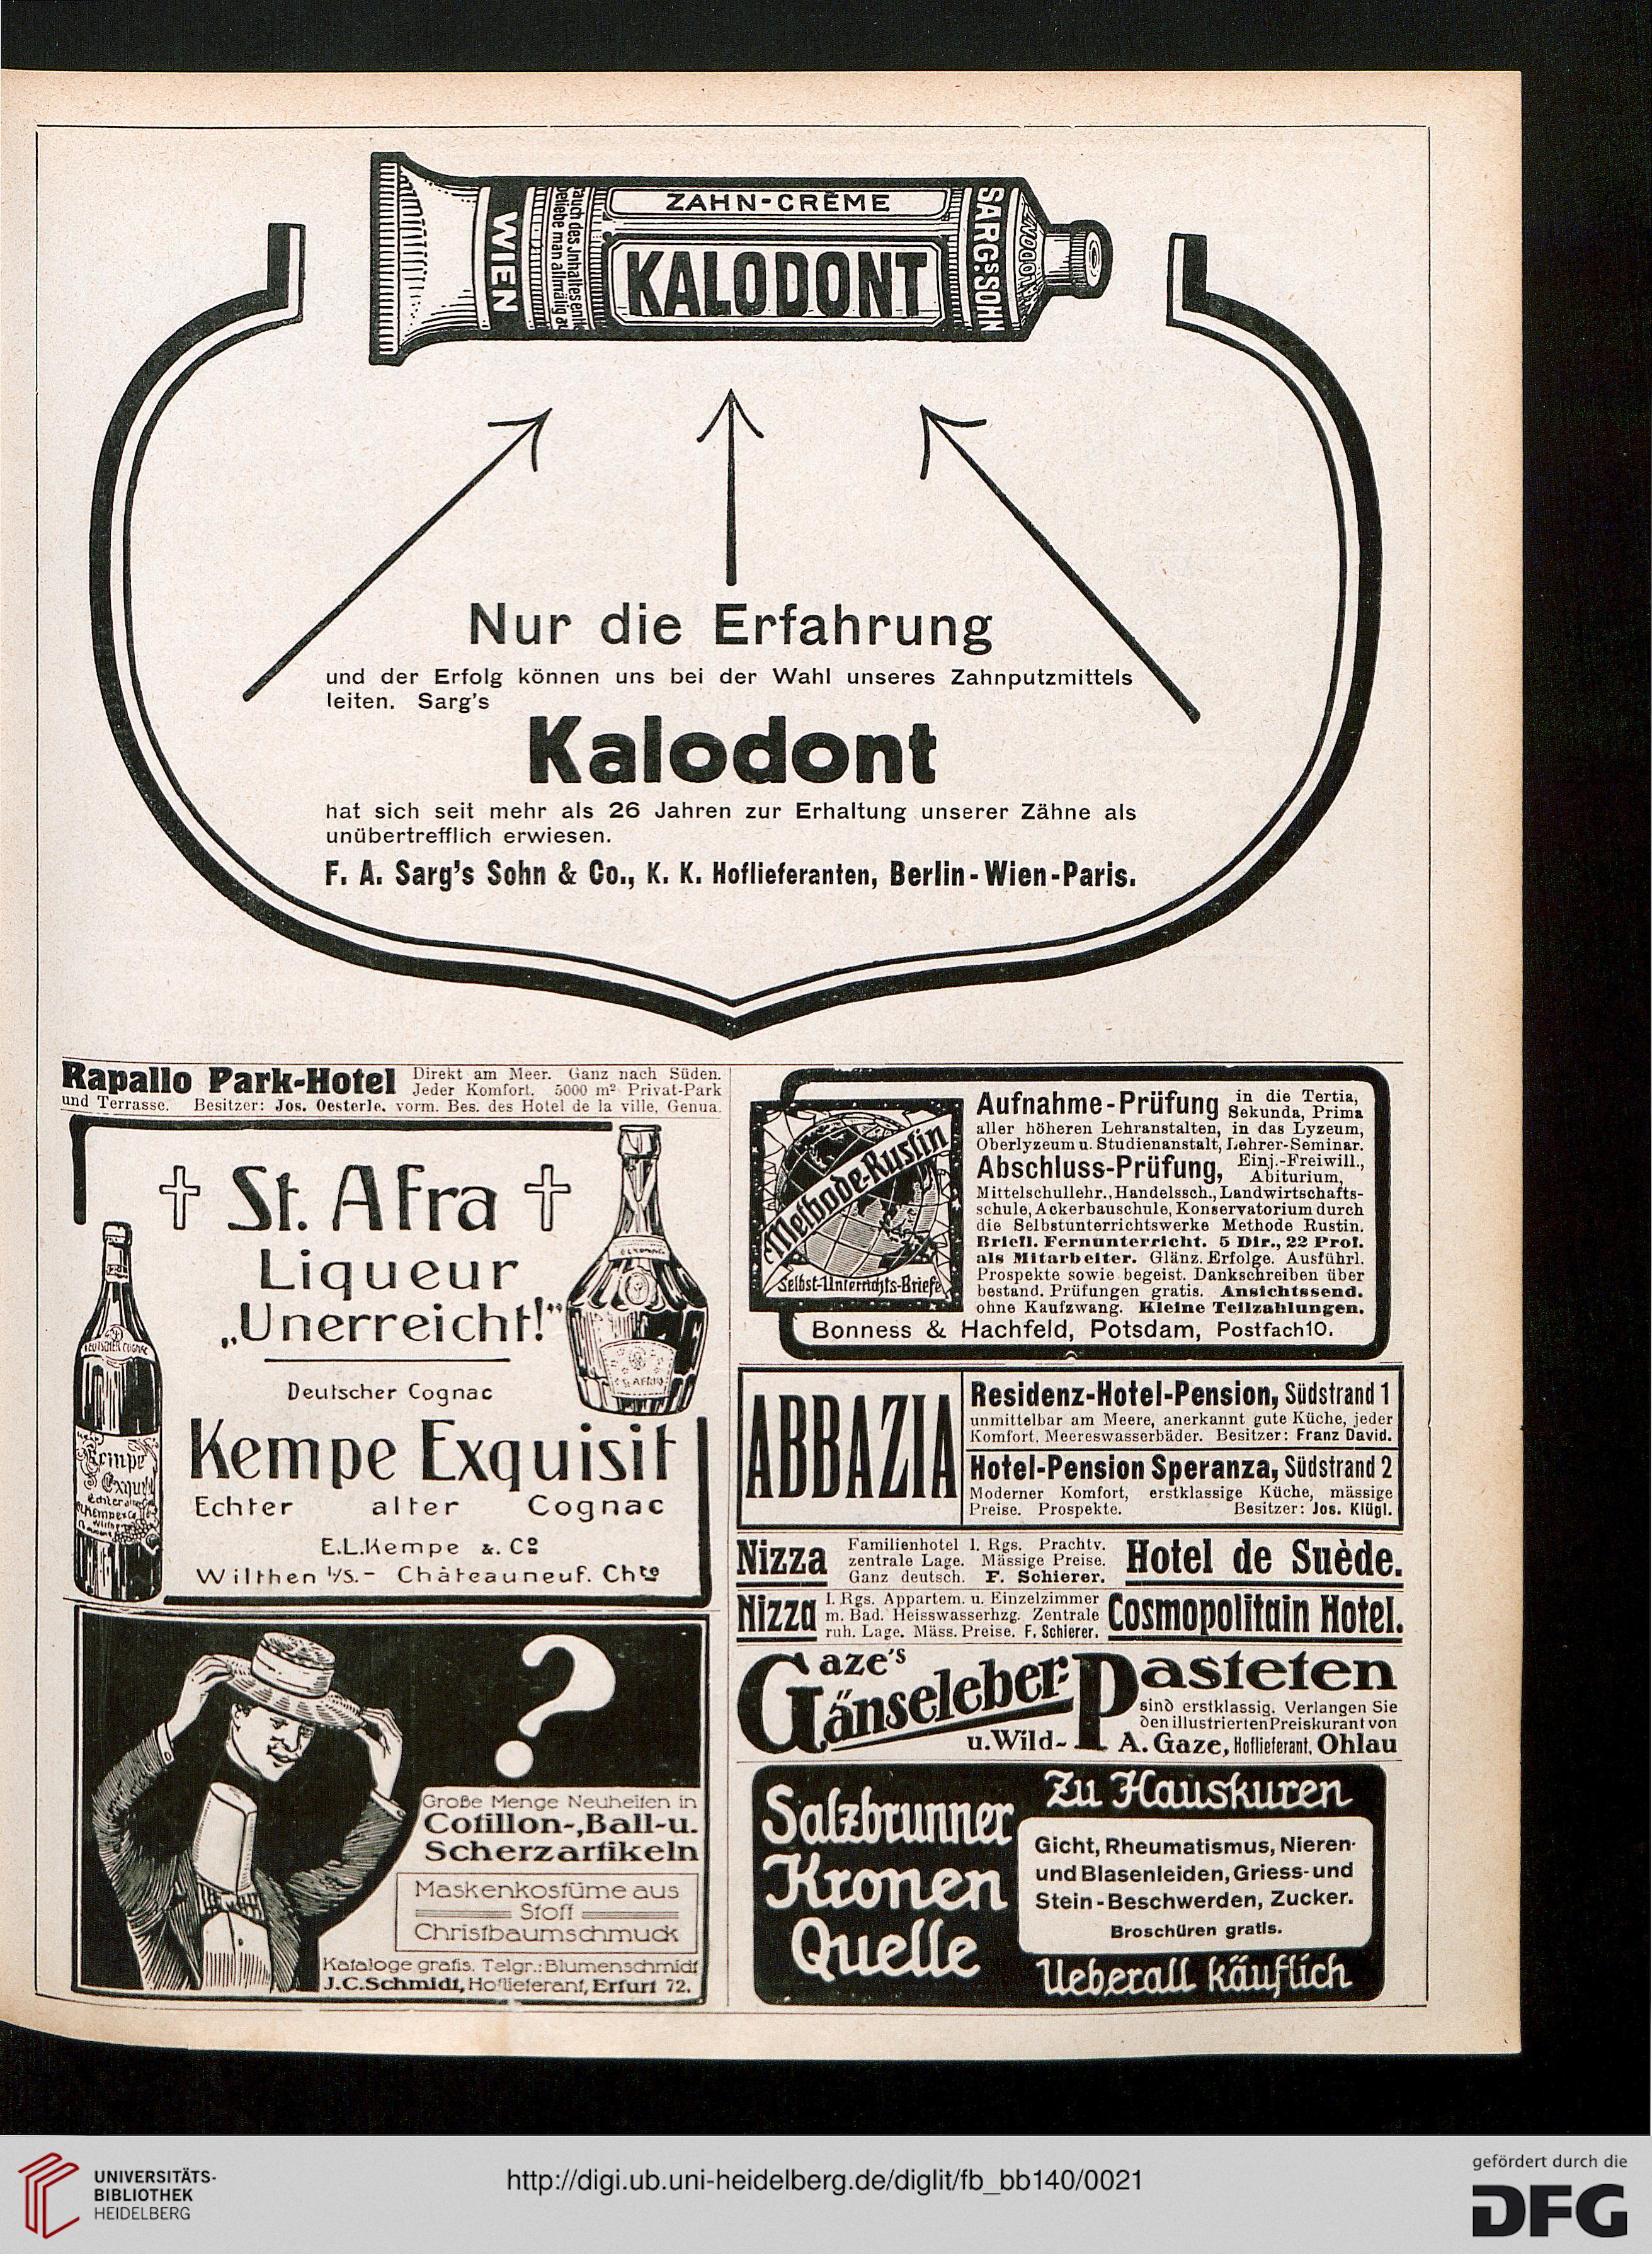 ZAHN-CRÈME
KALODONT
WIEN
SARG'S SOHN
Nur die Erfahrung
und der Erfolg können uns bei der Wahl unseres Zahnputzmittels
leiten. Sarg's
Kalodont
hat sich seit mehr als 26 Jahren zur Erhaltung unserer Zähne als
unübertrefflich erwiesen.
F. A. Sarg's Sohn & Co., K. K. Hoflieferanten, Berlin-Wien-Paris.
Rapallo Park-Hotel
Direkt am Meer. Ganz nach Süden.
Jeder Komfort. 5000 m² Privat-Park
und Terrasse. Besitzer: Jos. Oesterle, vorm. Bes. des Hotel de la ville, Genua.
St. Afra
Liqueur
„Unerreicht!"
Deutscher Cognac
Kempe Exquisit
Echter alter Cognac
E.L.Kempe &. Co
Wilthen i/S.- Châteauneuf. Chte
?
Große Menge Neuheiten in
Cotillon-, Ball- u.
Scherzartikeln
Maskenkostüme aus
Stoff
Christbaumschmuck
Kataloge gratis. Telgr.: Blumenschmidt
J.C.Schmidt, Hoflieferant, Erfurt 72.
Methode-Rustin
Selbst-Unterrichts-Briefe
Aufnahme-Prüfung in die Tertia,
Sekunda, Prima
aller höheren Lehranstalten, in das Lyzeum,
Oberlyzeum u. Studienanstalt, Lehrer-Seminar.
Abschluss-Prüfung, Einj.-Freiwill.,
Abiturium,
Mittelschullehr., Handelssch., Landwirtschafts-
schule, Ackerbauschule, Konservatorium durch
die Selbstunterrichtswerke Methode Rustin.
Briefl. Fernunterricht. 5 Dir., 22 Prof.
als Mitarbeiter. Glänz. Erfolge. Ausführl.
Prospekte sowie begeist. Dankschreiben über
bestand. Prüfungen gratis. Ansichtssend.
ohne Kaufzwang. Kleine Teilzahlungen.
Bonness & Hachfeld, Potsdam, Postfach 10.
ABBAZIA
Residenz-Hotel-Pension, Südstrand 1
unmittelbar am Meere, anerkannt gute Küche, jeder
Komfort. Meereswasserbäder. Besitzer: Franz David.
Hotel-Pension Speranza, Südstrand 2
Moderner Komfort, erstklassige Küche, mässige
Preise. Prospekte. Besitzer: Jos. Klügl.
Nizza
Familienhotel I. Rgs. Prachtv.
zentrale Lage. Mässige Preise.
Ganz deutsch. F. Schierer.
Hotel de Suède.
Nizza
I. Rgs. Appartem. u. Einzelzimmer
m. Bad. Heisswasserhzg. Zentrale
ruh. Lage. Mäss. Preise. F. Schierer.
Cosmopolitain Hotel.
Gaze's
Gänseleber-Pasteten
u. Wild-
sind erstklassig. Verlangen Sie
den illustrierten Preiskurant von
A. Gaze, Hoflieferant, Ohlau
Salzbrunner
Kronen
Quelle
Zu Hauskuren
Gicht, Rheumatismus, Nieren-
und Blasenleiden, Griess- und
Stein-Beschwerden, Zucker.
Broschüren gratis.
Ueberall käuflich
UNIVERSITÄTS-
BIBLIOTHEK
HEIDELBERG
http://digi.ub.uni-heidelberg.de/diglit/fb_bb140/0021
gefördert durch die
DFG